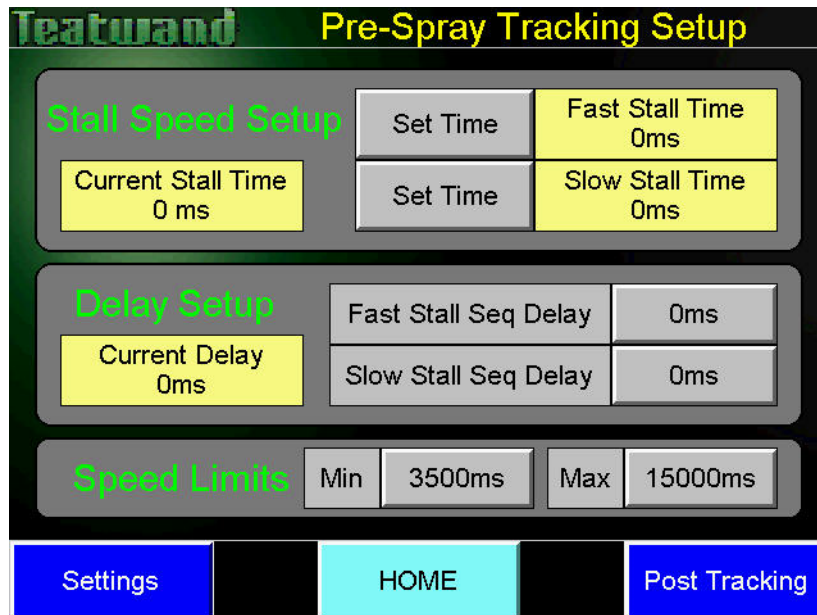 Teatwand
Pre-Spray Tracking Setup
Stall Speed Setup
Set Time
Fast Stall Time
0ms
Current Stall Time
0 ms
Set Time
Slow Stall Time
0ms
Delay Setup
Fast Stall Seq Delay
0ms
Current Delay
0ms
Slow Stall Seq Delay
0ms
Speed Limits
Min
3500ms
Max
15000ms
Settings
HOME
Post Tracking